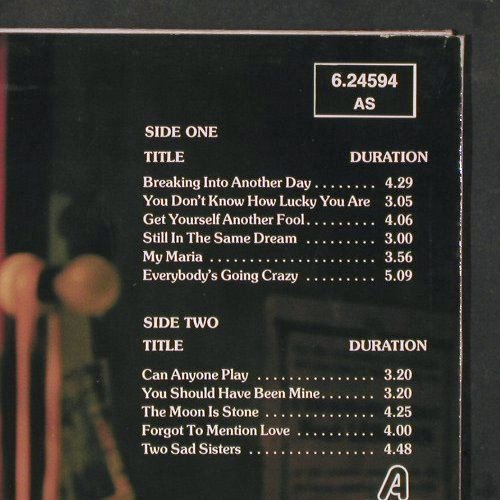 6.24594
AS
SIDE ONE
TITLE DURATION
Breaking Into Another Day ........ 4.29
You Don't Know How Lucky You Are 3.05
Get Yourself Another Fool ......... 4.06
Still In The Same Dream .......... 3.00
My Maria ....................... 3.56
Everybody's Going Crazy .......... 5.09
SIDE TWO
TITLE DURATION
Can Anyone Play ................ 3.20
You Should Have Been Mine ....... 3.20
The Moon Is Stone ............... 4.25
Forgot To Mention Love ........... 4.00
Two Sad Sisters ................. 4.48
A